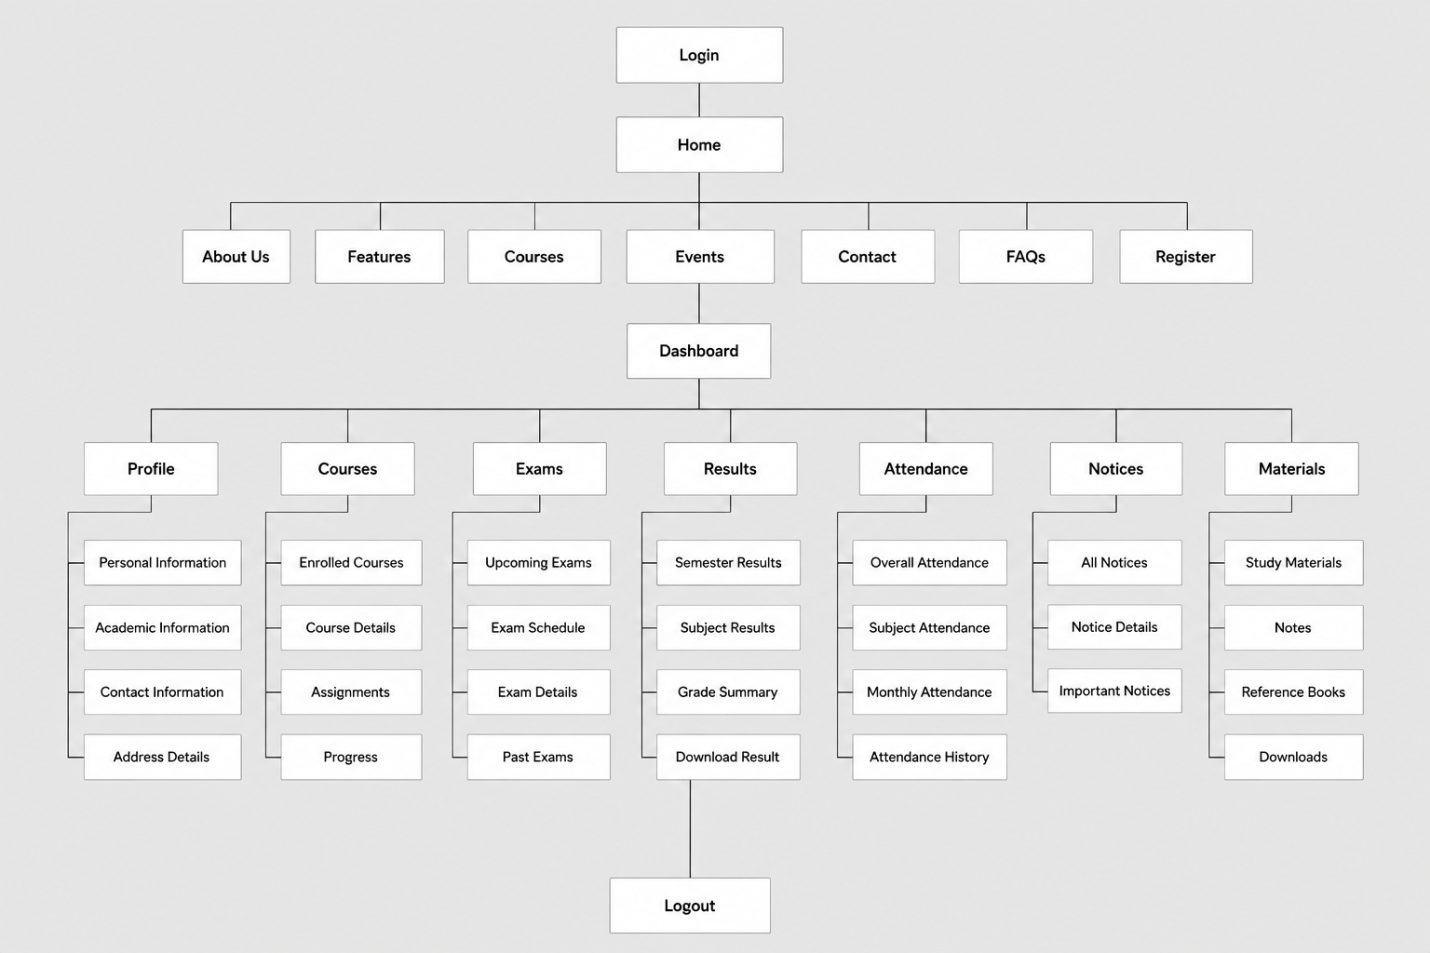 Login
Home
About Us
Features
Courses
Events
Contact
FAQs
Register
Dashboard
Profile
Courses
Exams
Results
Attendance
Notices
Materials
Personal Information
Enrolled Courses
Upcoming Exams
Semester Results
Overall Attendance
All Notices
Study Materials
Academic Information
Course Details
Exam Schedule
Subject Results
Subject Attendance
Notice Details
Notes
Contact Information
Assignments
Exam Details
Grade Summary
Monthly Attendance
Important Notices
Reference Books
Address Details
Progress
Past Exams
Download Result
Attendance History
Downloads
Logout